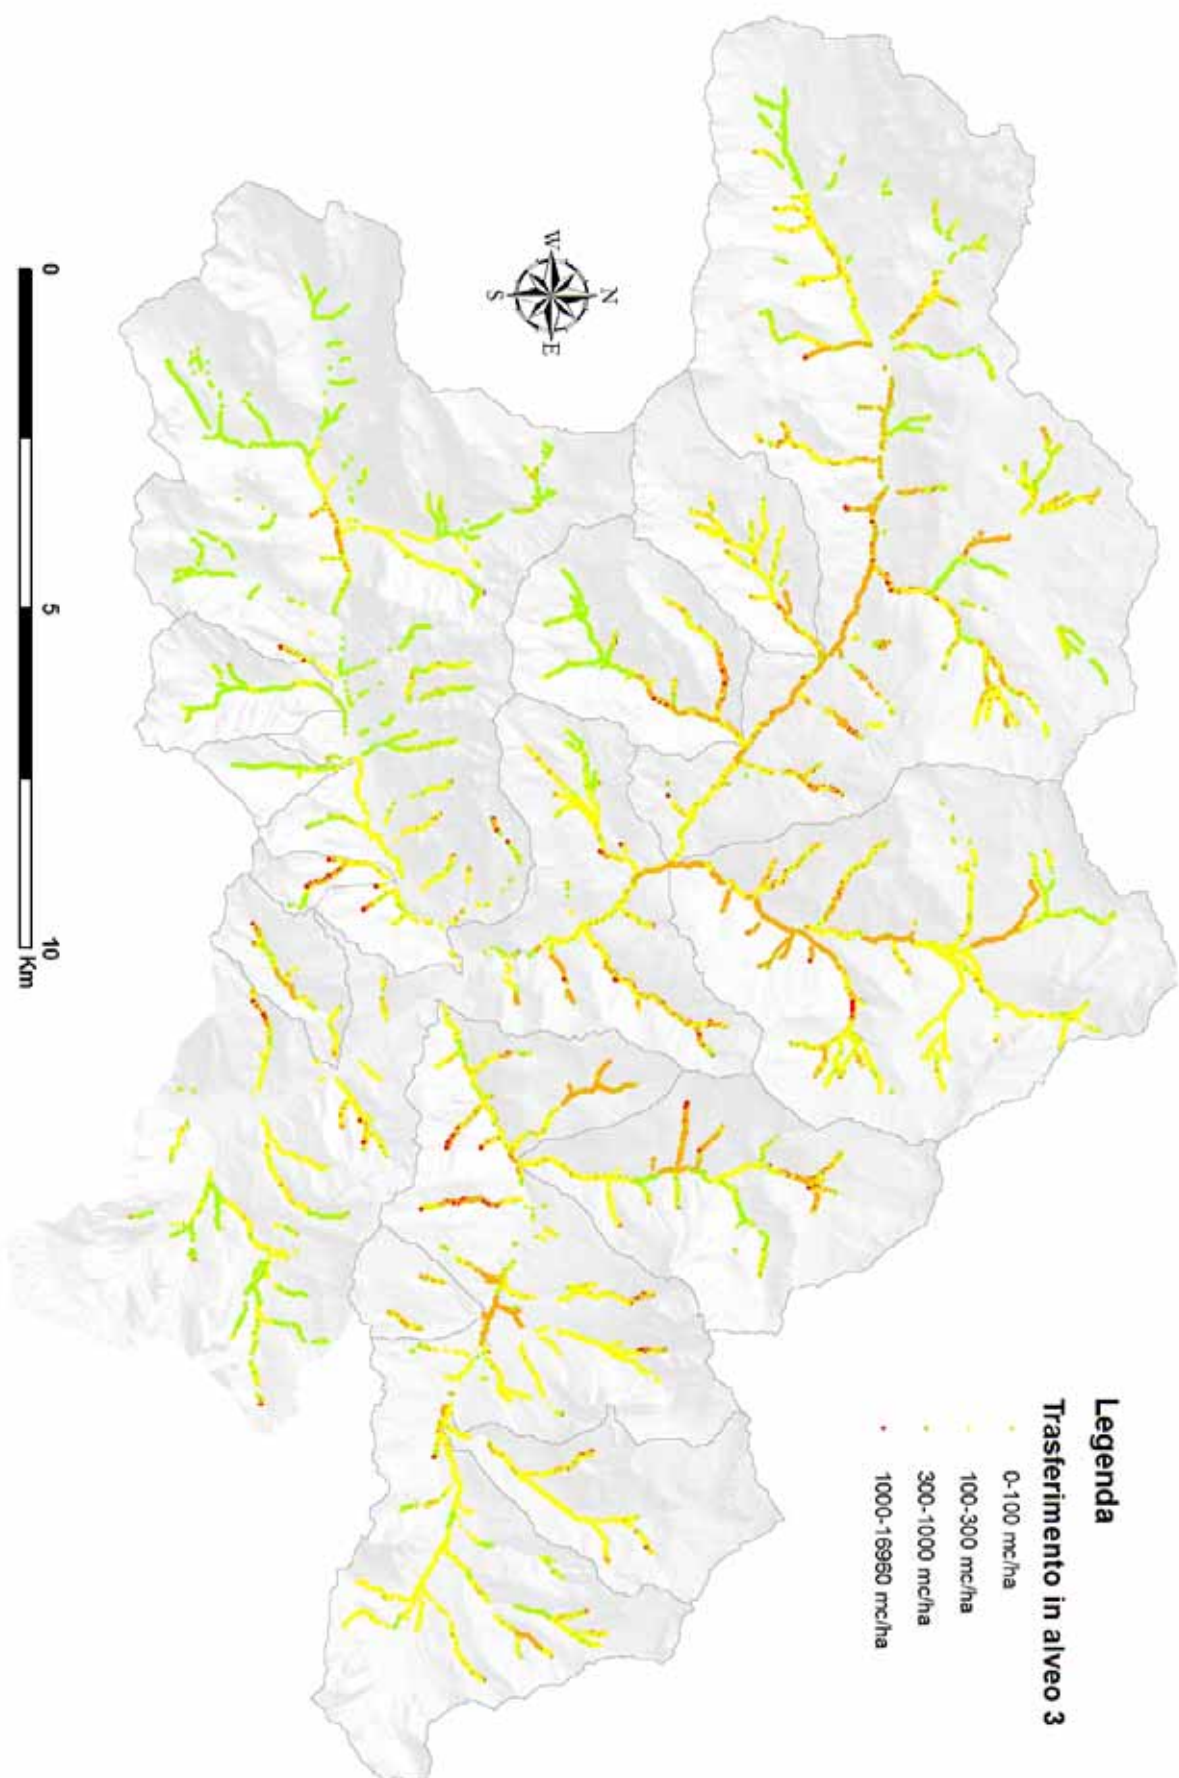 Legenda
Trasferimento in alveo 3
0-100 mc/ha
100-300 mc/ha
300-1000 mc/ha
1000-16960 mc/ha
N
W
E
S
0
5
10
Km